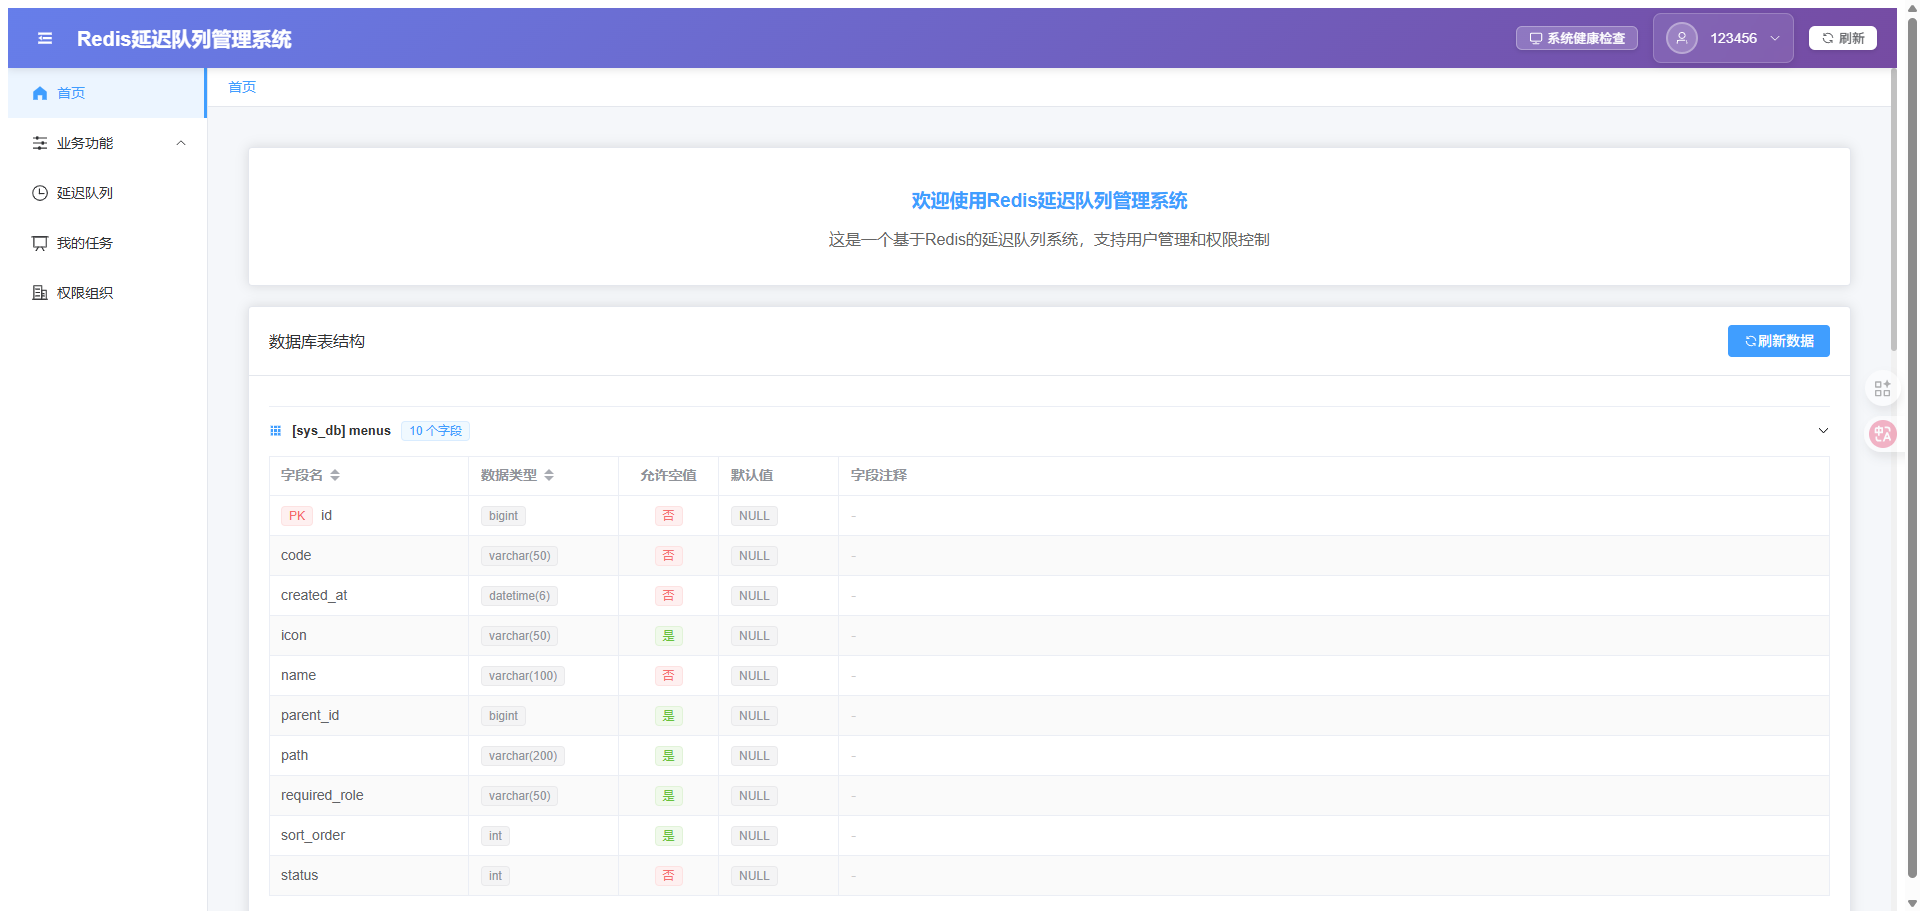 Redis延迟队列管理系统
系统健康检查
123456
刷新
首页
业务功能
延迟队列
我的任务
权限组织
首页
欢迎使用Redis延迟队列管理系统
这是一个基于Redis的延迟队列系统，支持用户管理和权限控制
数据库表结构
刷新数据
[sys_db] menus 10 个字段
字段名 数据类型 允许空值 默认值 字段注释
PK id bigint 否 NULL -
code varchar(50) 否 NULL -
created_at datetime(6) 否 NULL -
icon varchar(50) 是 NULL -
name varchar(100) 否 NULL -
parent_id bigint 是 NULL -
path varchar(200) 是 NULL -
required_role varchar(50) 是 NULL -
sort_order int 是 NULL -
status int 否 NULL -